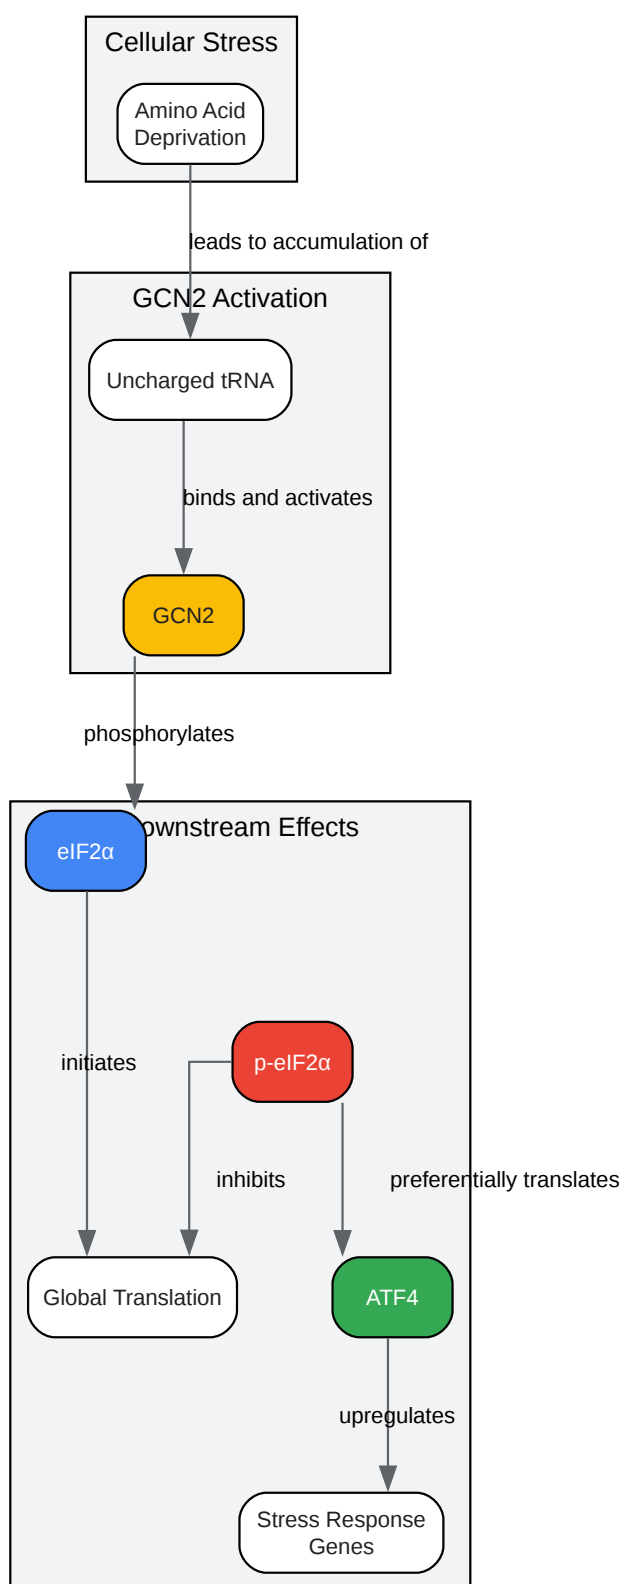 Cellular Stress
Amino Acid
Deprivation
leads to accumulation of
GCN2 Activation
Uncharged tRNA
binds and activates
GCN2
phosphorylates
ownstream Effects
eIF2α
initiates
p-eIF2α
inhibits
preferentially translates
Global Translation
ATF4
upregulates
Stress Response
Genes